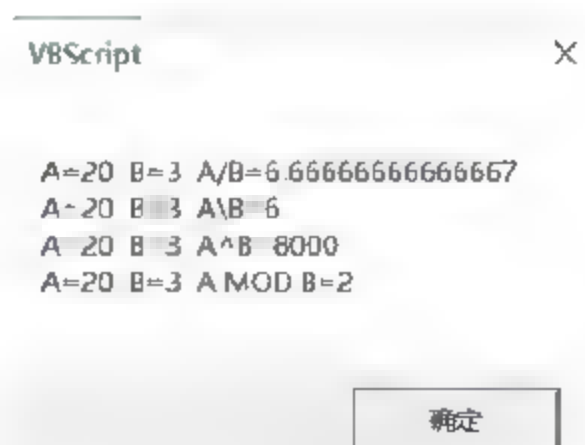 VBScript
A=20 B=3 A/B=6.66666666666667
A=20 B=3 A\B=6
A=20 B=3 A^B=8000
A=20 B=3 A MOD B=2
确定